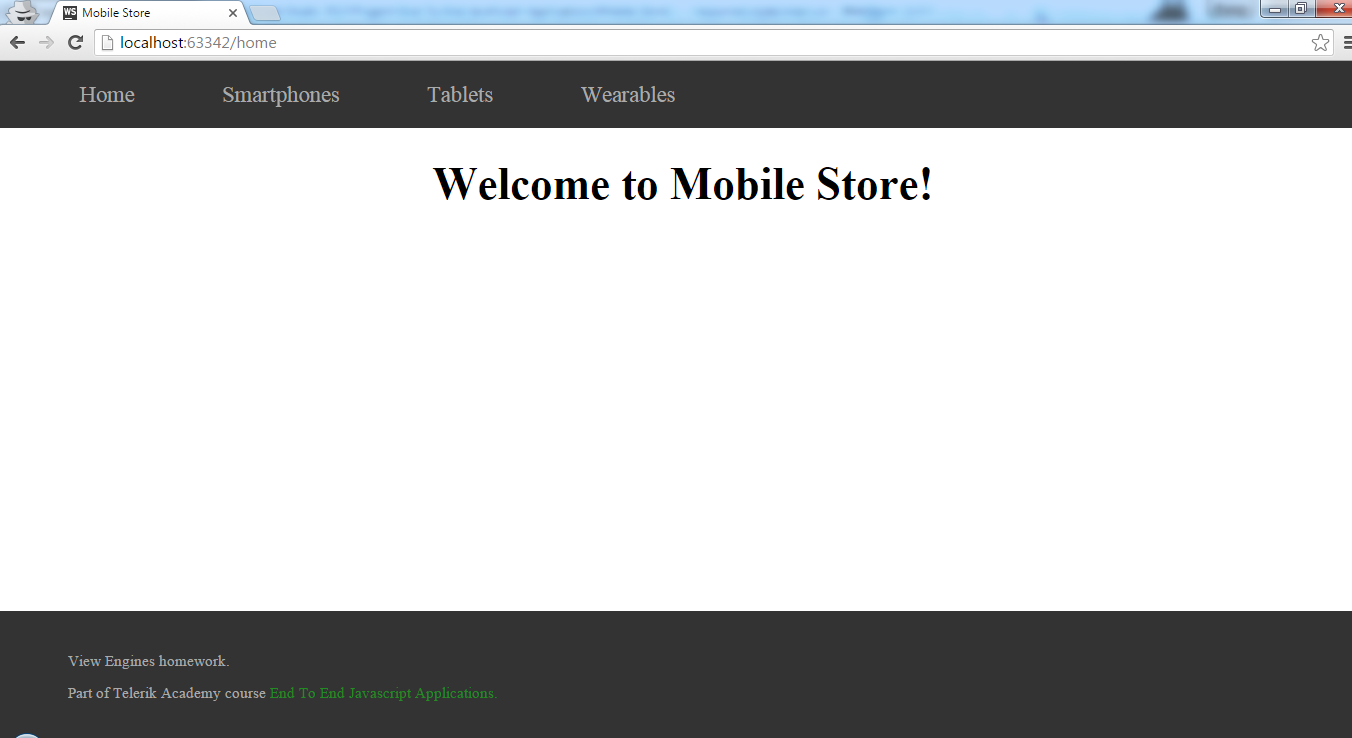 WS Mobile Store
localhost:63342/home
Home Smartphones Tablets Wearables
Welcome to Mobile Store!
View Engines homework.
Part of Telerik Academy course End To End Javascript Applications.